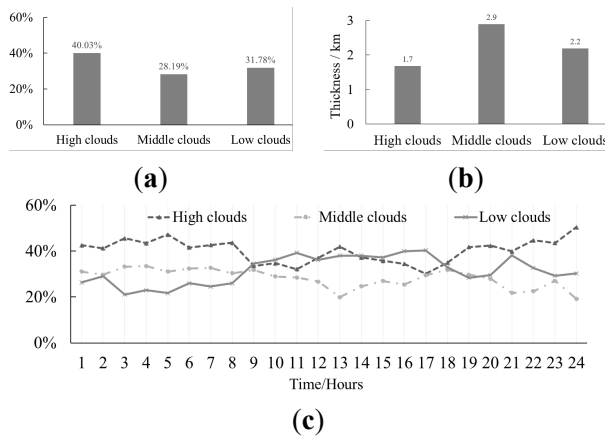 60%
40%
20%
0%
40.03%
28.19%
31.78%
High clouds Middle clouds Low clouds
(a)
Thickness / km
3
2
1
0
1.7
2.9
2.2
High clouds Middle clouds Low clouds
(b)
60%
40%
20%
0%
High clouds Middle clouds Low clouds
1 2 3 4 5 6 7 8 9 10 11 12 13 14 15 16 17 18 19 20 21 22 23 24
Time/Hours
(c)